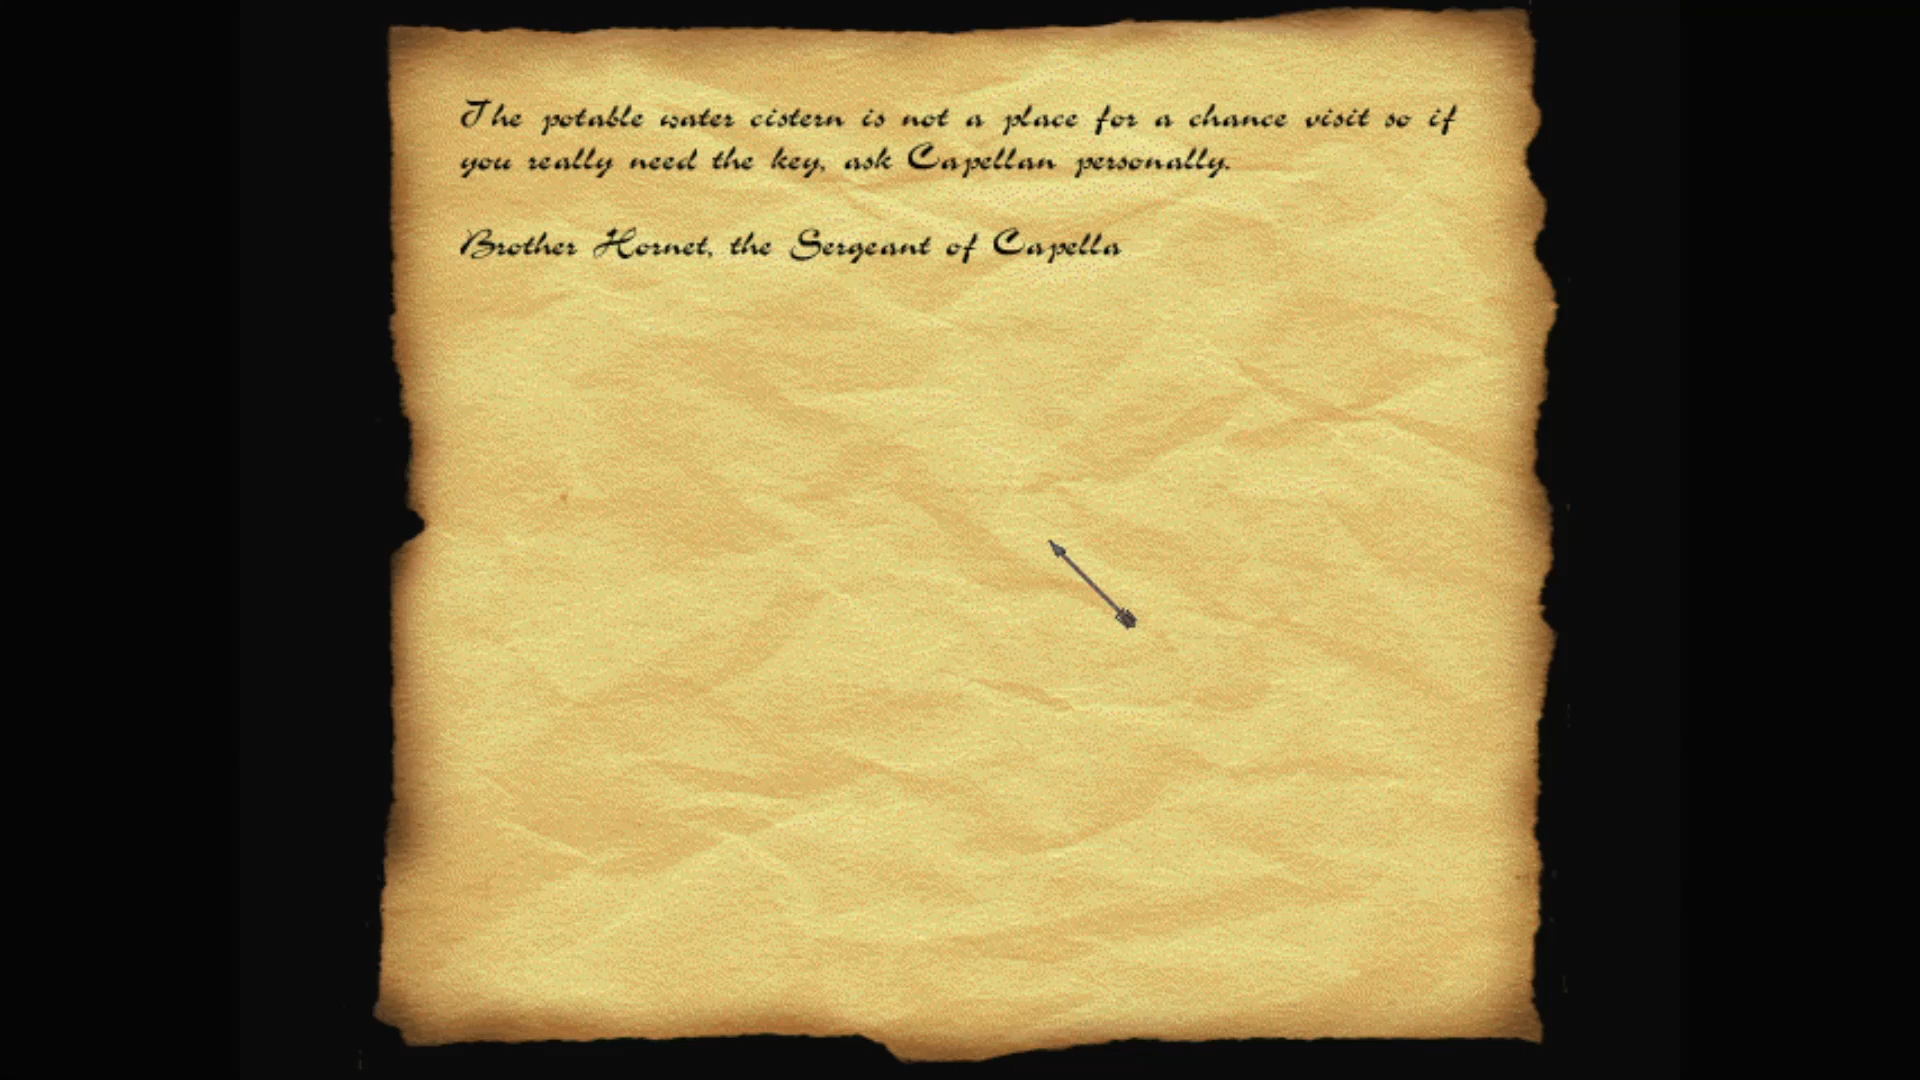 The potable water cistern is not a place for a chance visit so if
you really need the key, ask Capellan personally.
Brother Hornet, the Sergeant of Capella